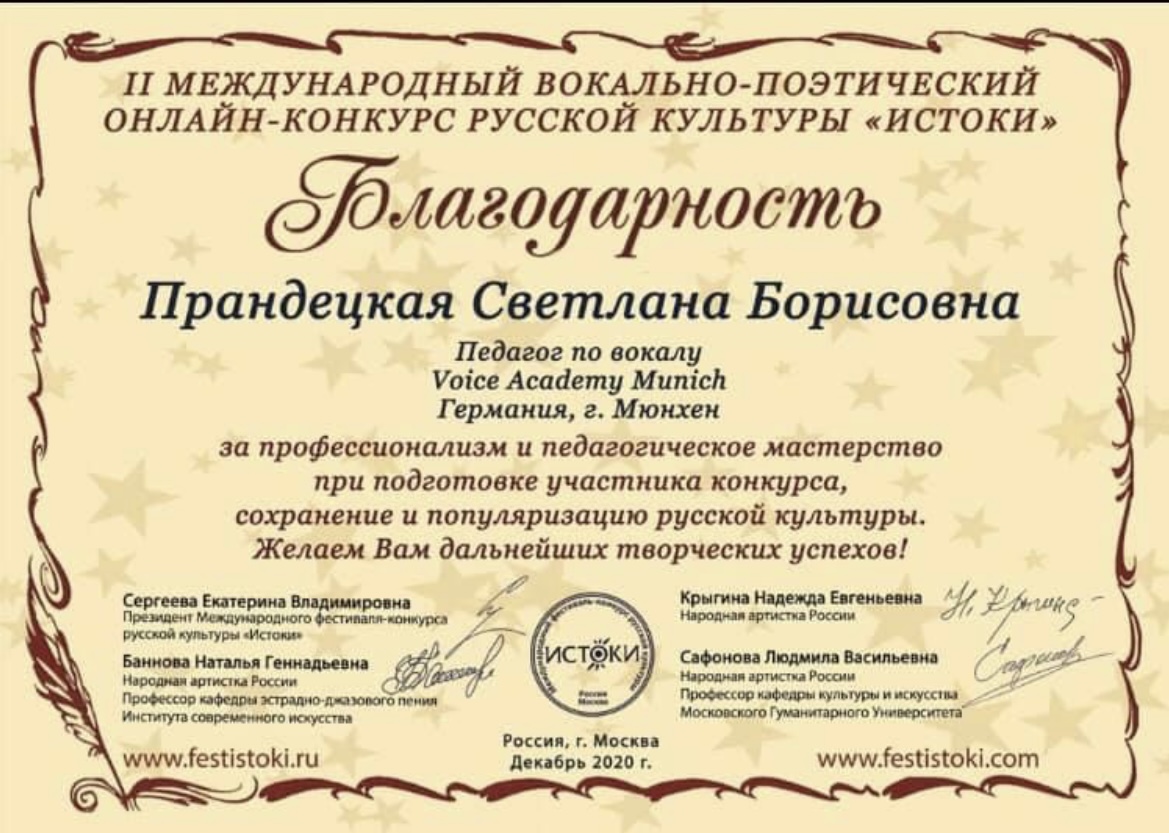 II МЕЖДУНАРОДНЫЙ ВОКАЛЬНО-ПОЭТИЧЕСКИЙ
ОНЛАЙН-КОНКУРС РУССКОЙ КУЛЬТУРЫ «ИСТОКИ»
Благодарность
Прандецкая Светлана Борисовна
Педагог по вокалу
Voice Academy Munich
Германия, г. Мюнхен
за профессионализм и педагогическое мастерство
при подготовке участника конкурса,
сохранение и популяризацию русской культуры.
Желаем Вам дальнейших творческих успехов!
Сергеева Екатерина Владимировна
Президент Международного фестиваля-конкурса
русской культуры «Истоки»
Баннова Наталья Геннадьевна
Народная артистка России
Профессор кафедры эстрадно-джазового пения
Института современного искусства
Международный фестиваль-конкурс русской культуры
ИСТОКИ
Россия
Москва
Крыгина Надежда Евгеньевна
Народная артистка России
Н. Крыгина
Сафонова Людмила Васильевна
Народная артистка России
Профессор кафедры культуры и искусства
Московского Гуманитарного Университета
www.festistoki.ru
Россия, г. Москва
Декабрь 2020 г.
www.festistoki.com